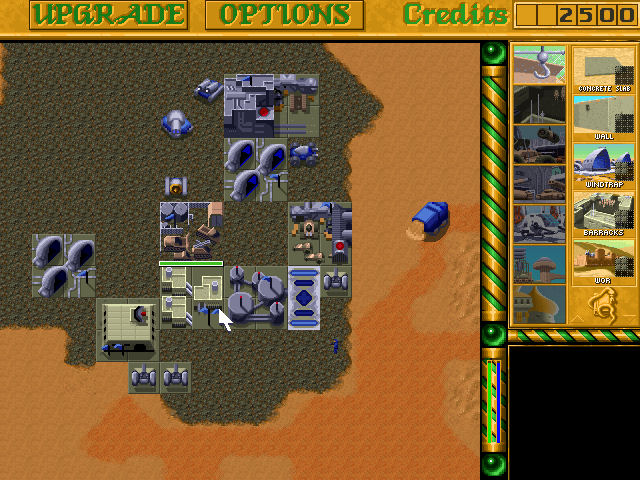 UPGRADE OPTIONS Credits 2500
CONCRETE SLAB
WALL
WINDTRAP
BARRACKS
WOR